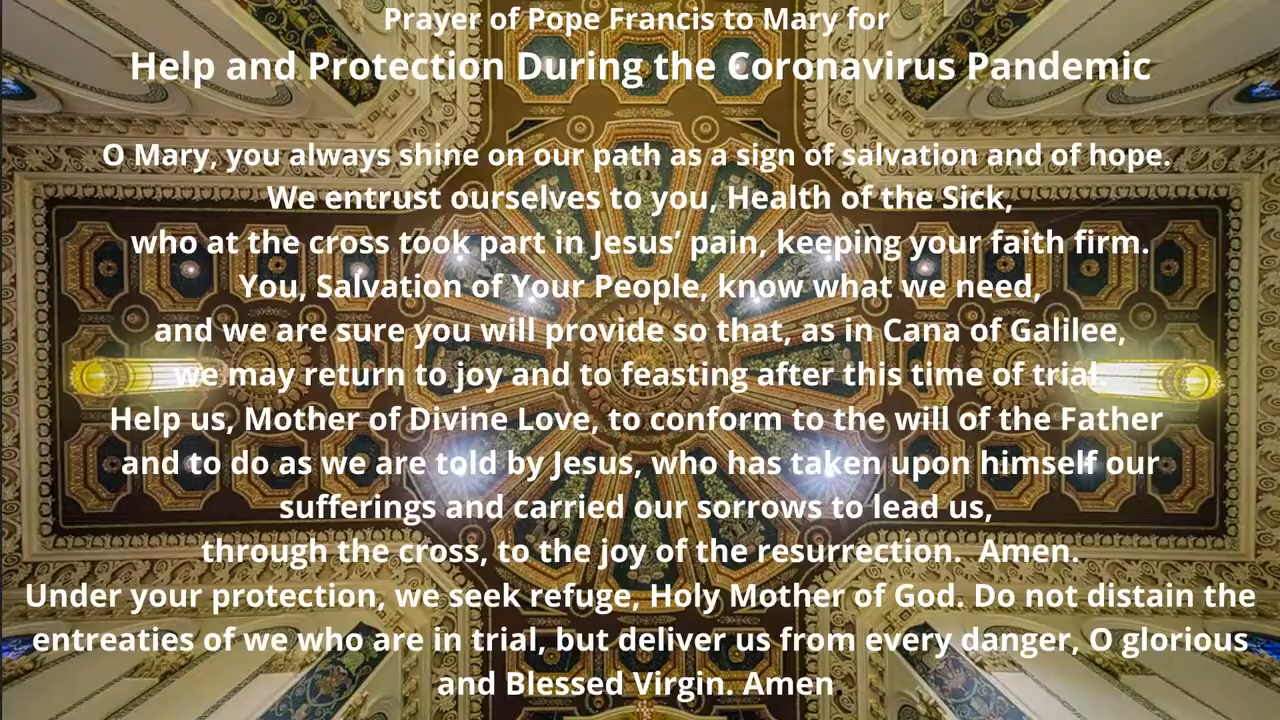 Prayer of Pope Francis to Mary for
Help and Protection During the Coronavirus Pandemic
O Mary, you always shine on our path as a sign of salvation and of hope.
We entrust ourselves to you, Health of the Sick,
who at the cross took part in Jesus’ pain, keeping your faith firm.
You, Salvation of Your People, know what we need,
and we are sure you will provide so that, as in Cana of Galilee,
we may return to joy and to feasting after this time of trial.
Help us, Mother of Divine Love, to conform to the will of the Father
and to do as we are told by Jesus, who has taken upon himself our
sufferings and carried our sorrows to lead us,
through the cross, to the joy of the resurrection.  Amen.
Under your protection, we seek refuge, Holy Mother of God. Do not distain the
entreaties of we who are in trial, but deliver us from every danger, O glorious
and Blessed Virgin. Amen